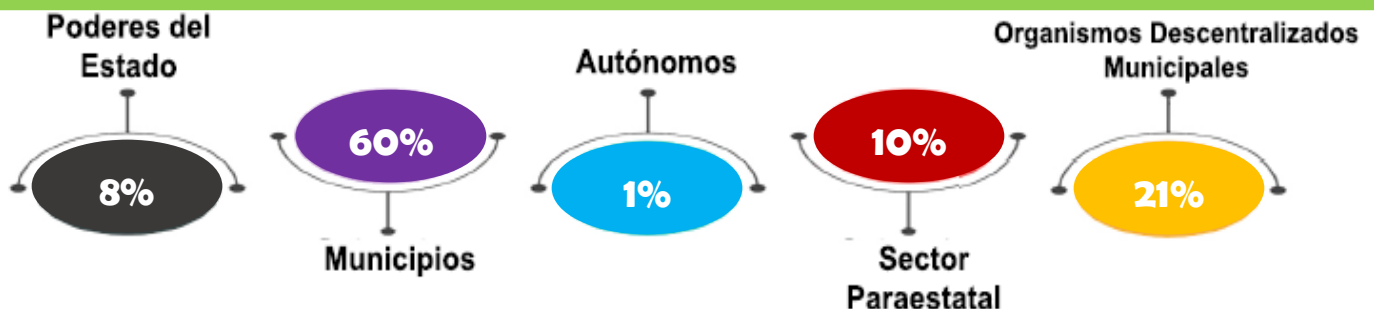 Poderes del
Estado
8%
60%
Municipios
Autónomos
1%
10%
Sector
Paraestatal
Organismos Descentralizados
Municipales
21%